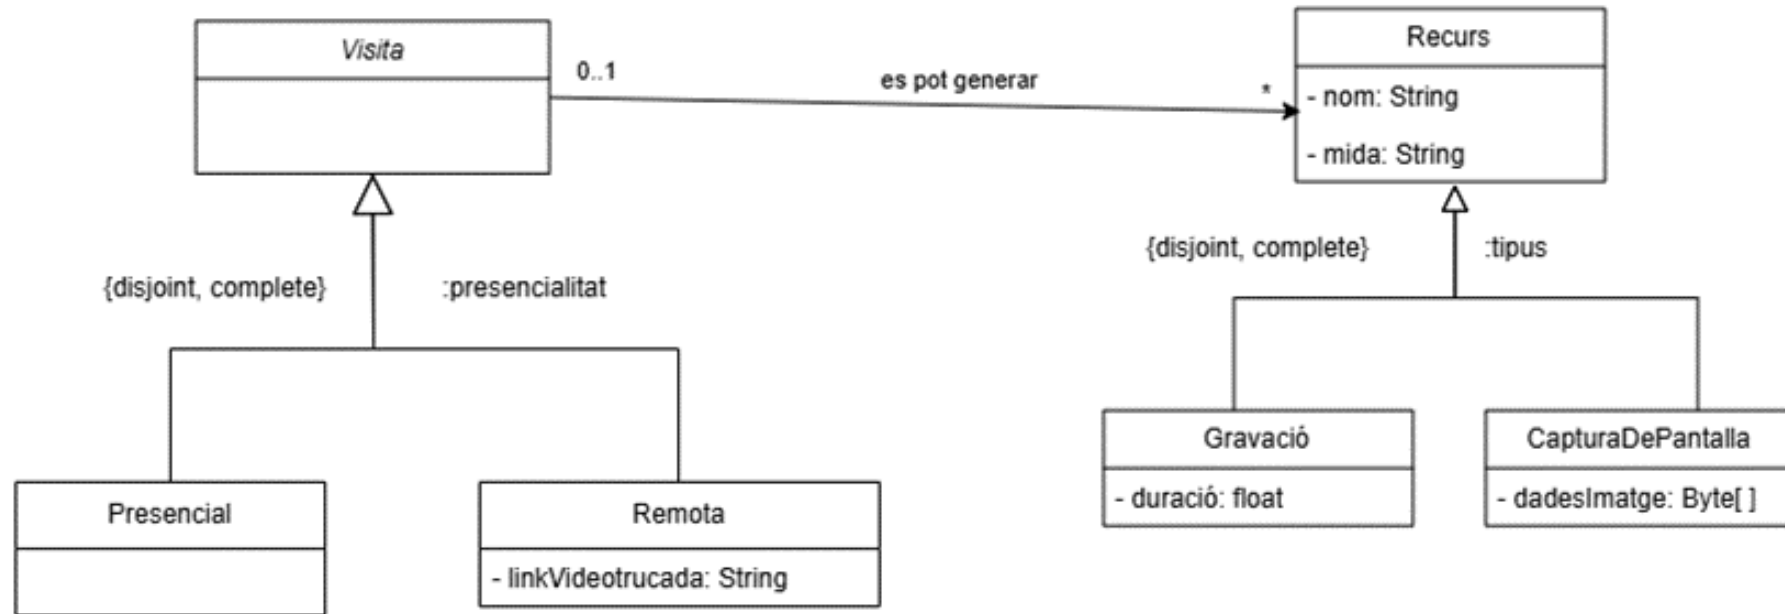 Visita
0..1
es pot generar
*
Recurs
- nom: String
- mida: String
{disjoint, complete}
:presencialitat
{disjoint, complete}
:tipus
Presencial
Remota
- linkVideotrucada: String
Gravació
- duració: float
CapturaDePantalla
- dadesImatge: Byte[ ]